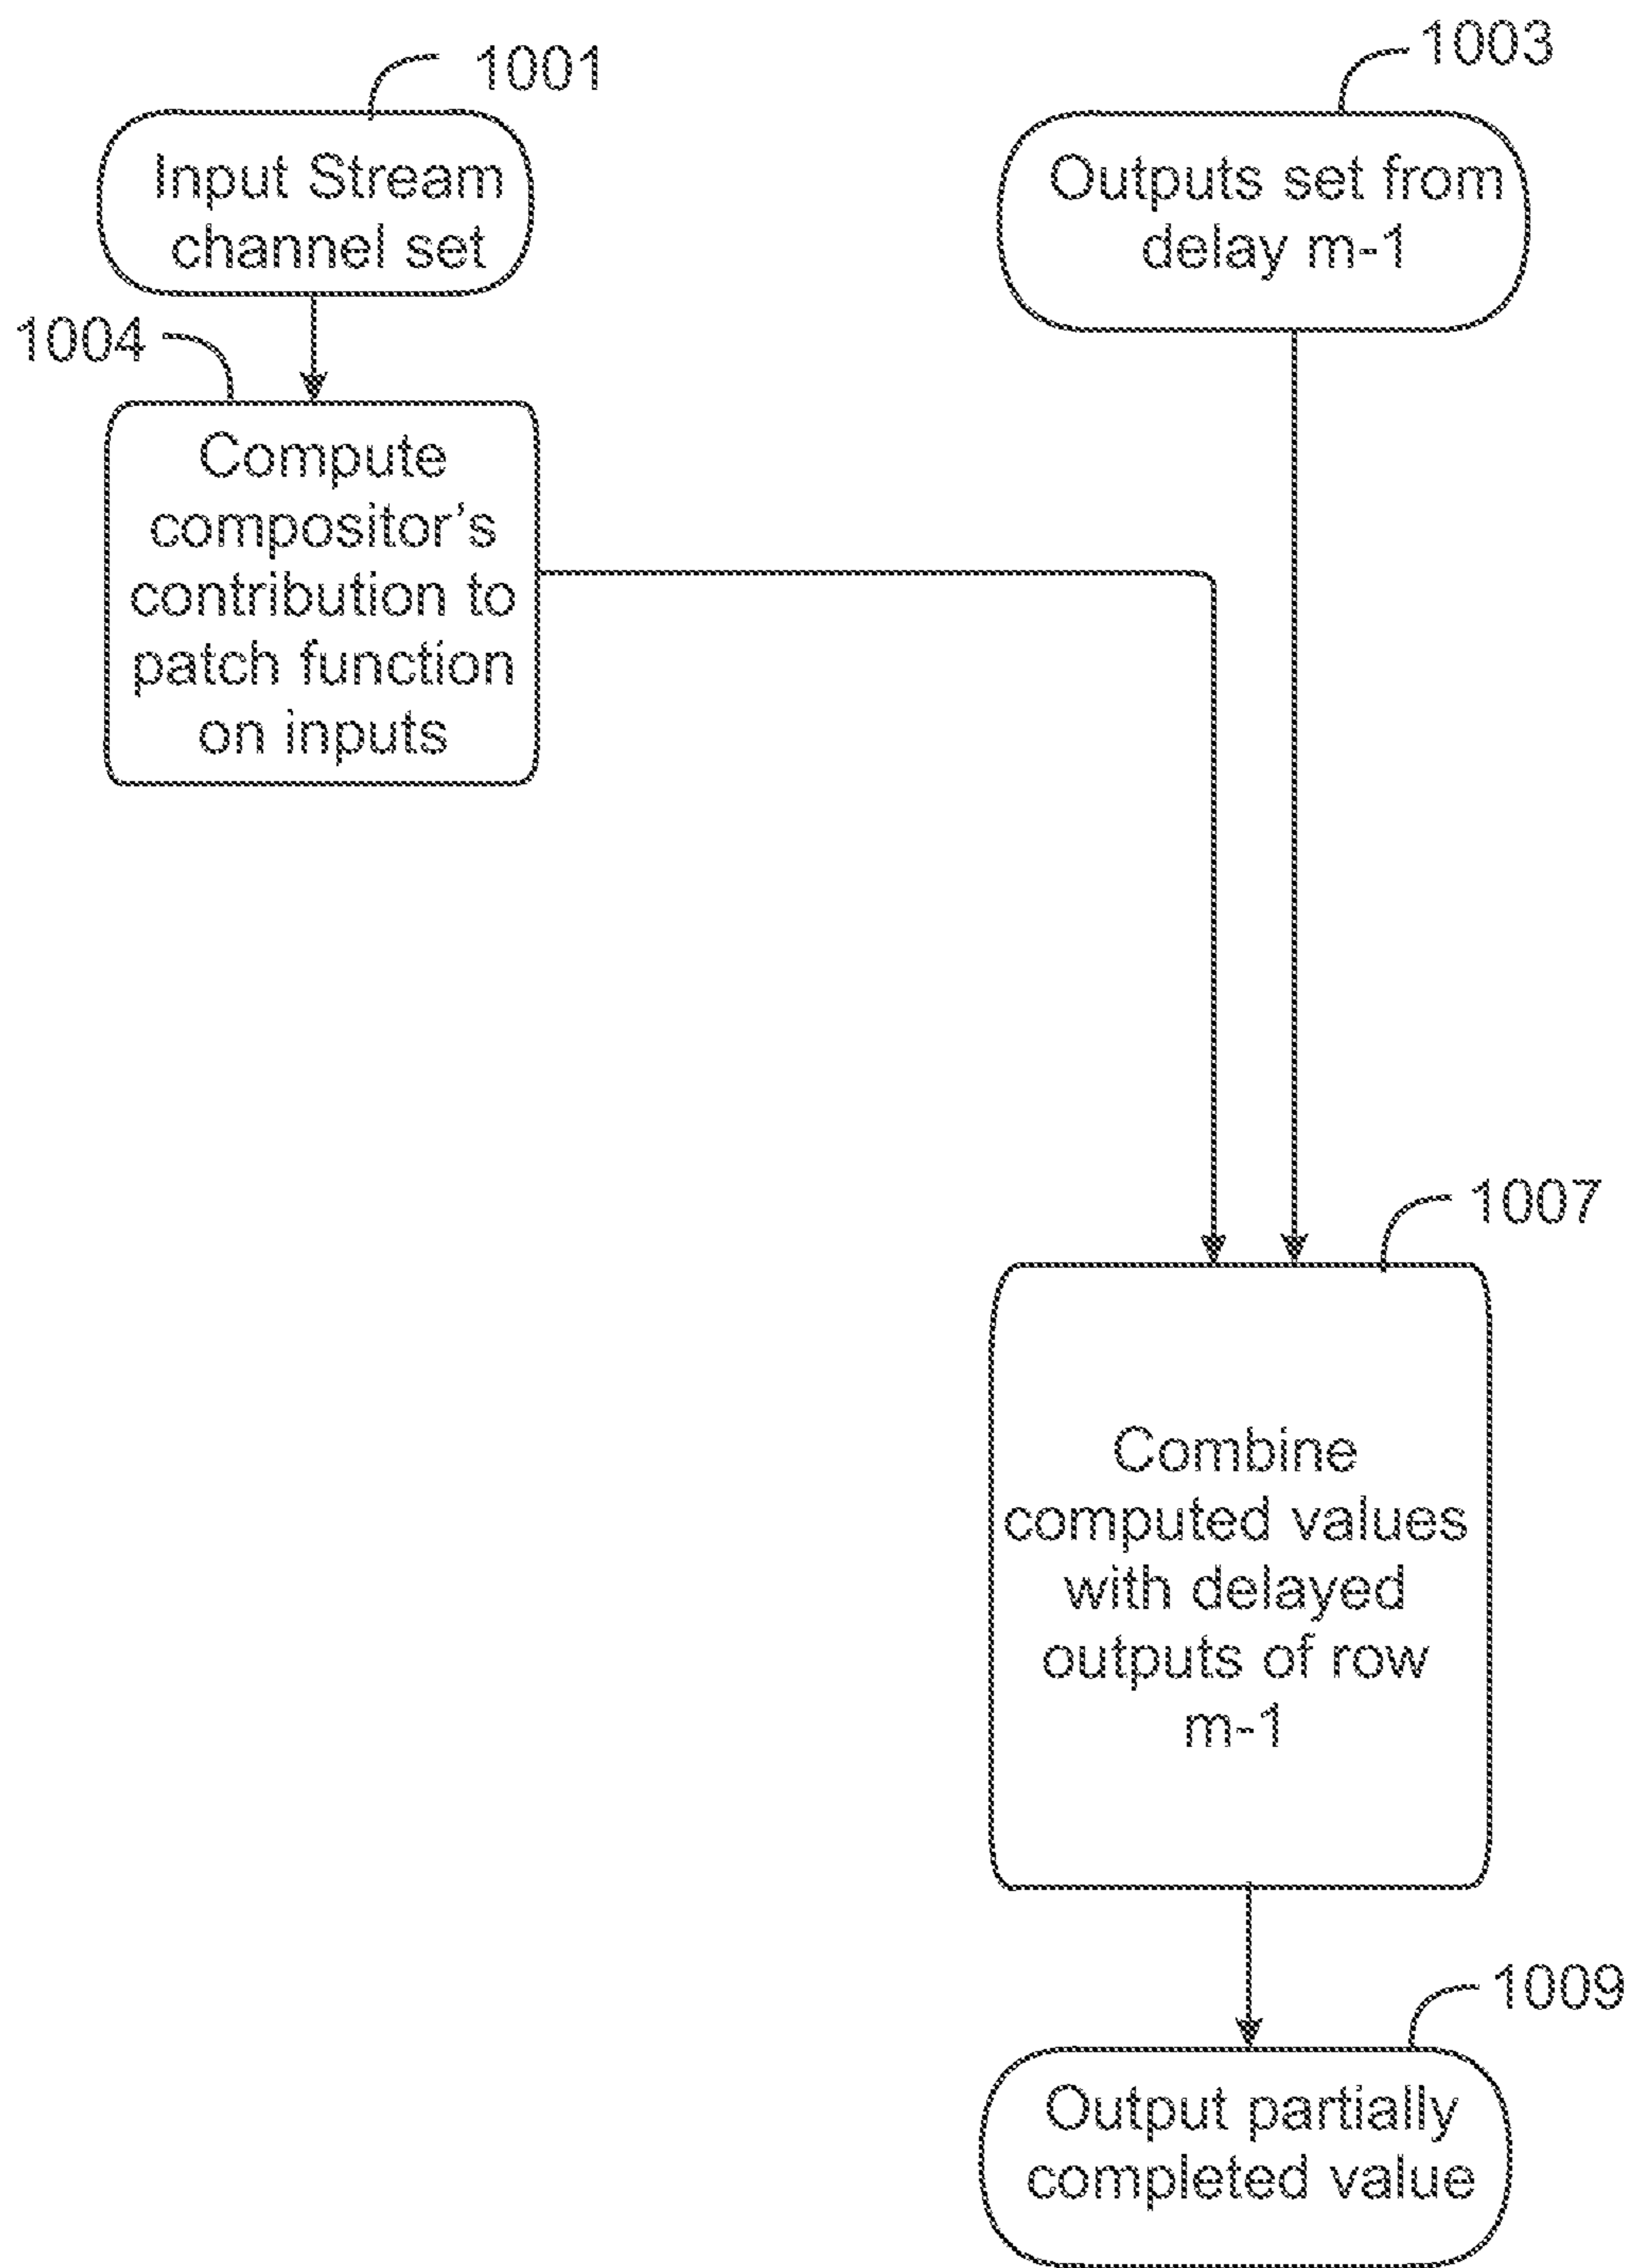 1001
Input Stream
channel set
1003
Outputs set from
delay m-1
1004
Compute
compositor's
contribution to
patch function
on inputs
1007
Combine
computed values
with delayed
outputs of row
m-1
1009
Output partially
completed value